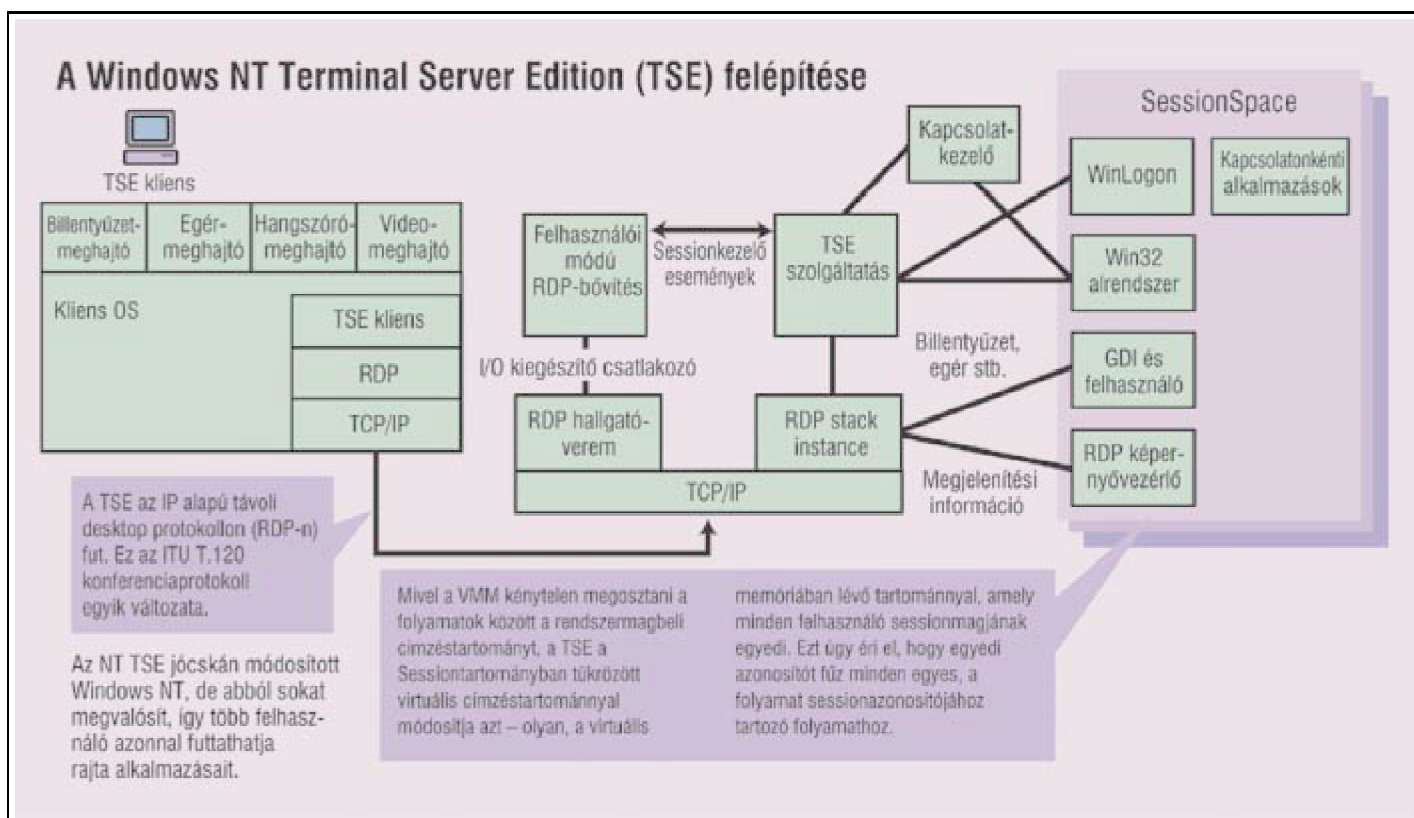 A Windows NT Terminal Server Edition (TSE) felépítése
TSE kliens
Billentyűzet-
meghajtó
Egér-
meghajtó
Hangszóró-
meghajtó
Video-
meghajtó
Kliens OS
TSE kliens
RDP
TCP/IP
Felhasználói
módú
RDP-bővítés
Sessionkezelő
események
TSE
szolgáltatás
Kapcsolat-
kezelő
I/O kiegészítő csatlakozó
RDP hallgató-
verem
RDP stack
instance
TCP/IP
Billentyűzet,
egér stb.
Megjelenítési
információ
SessionSpace
WinLogon
Kapcsolatonkénti
alkalmazások
Win32
alrendszer
GDI és
felhasználó
RDP képer-
nyővezérlő
A TSE az IP alapú távoli
desktop protokollon (RDP-n)
fut. Ez az ITU T.120
konferenciaprotokoll
egyik változata.
Az NT TSE jócskán módosított
Windows NT, de abból sokat
megvalósít, így több felhasz-
náló azonnal futtathatja
rajta alkalmazásait.
Mivel a VMM kénytelen megosztani a
folyamatok között a rendszermagbeli
címzéstartományt, a TSE a
Sessiontartományban tükrözött
virtuális címzéstartománnyal
módosítja azt – olyan, a virtuális
memóriában lévő tartománnyal, amely
minden felhasználó sessionmagjának
egyedi. Ezt úgy éri el, hogy egyedi
azonosítót fűz minden egyes, a
folyamat sessionazonosítójához
tartozó folyamathoz.